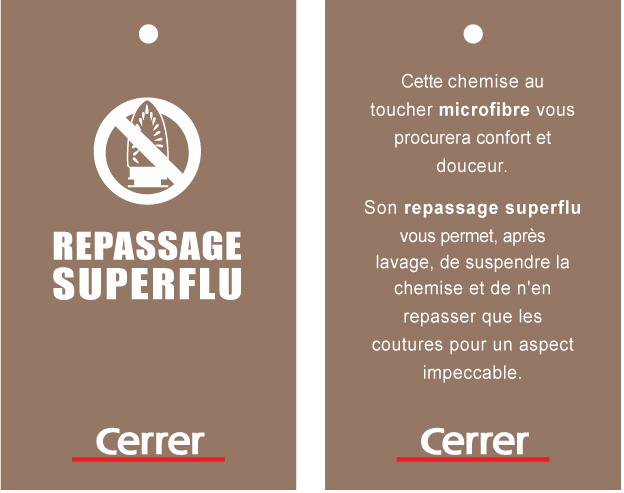 REPASSAGE
SUPERFLU
Cerrer
Cette chemise au
toucher microfibre vous
procurera confort et
douceur.
Son repassage superflu
vous permet, après
lavage, de suspendre la
chemise et de n'en
repasser que les
coutures pour un aspect
impeccable.
Cerrer